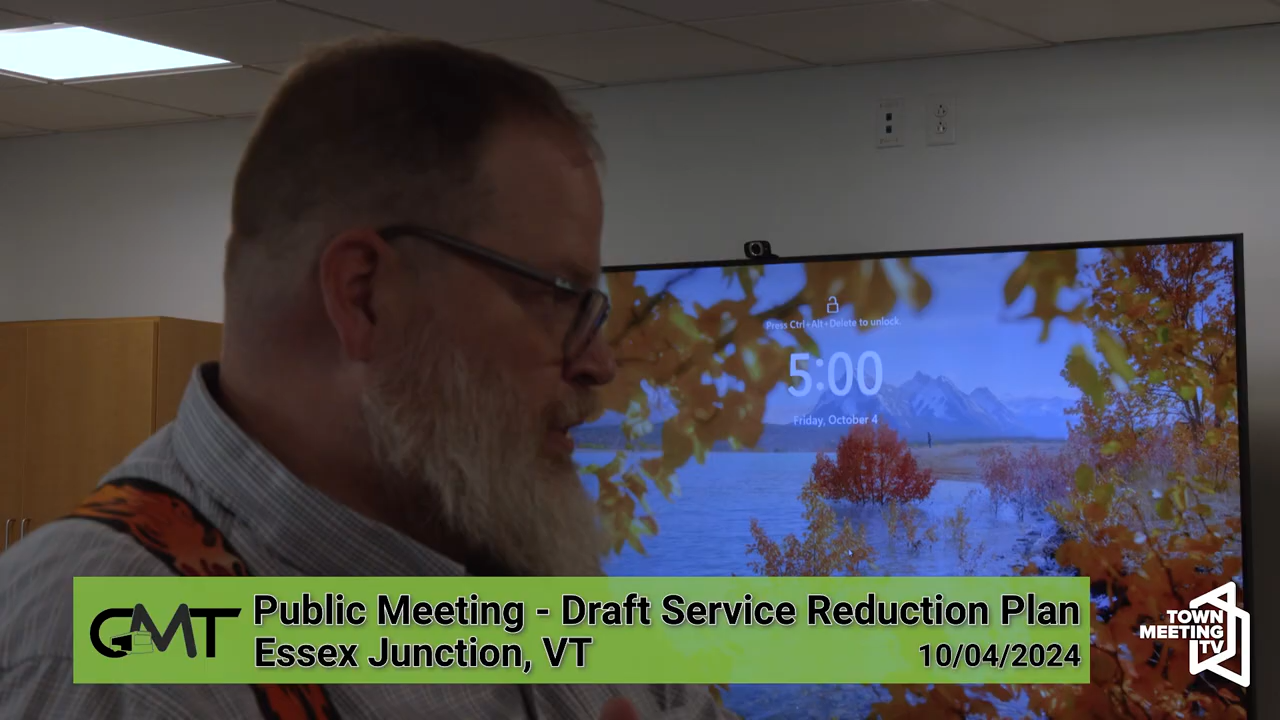 Press Ctrl+Alt+Delete to unlock.
5:00
Friday, October 4
GMT
Public Meeting - Draft Service Reduction Plan
Essex Junction, VT
10/04/2024
TOWN
MEETING
TV